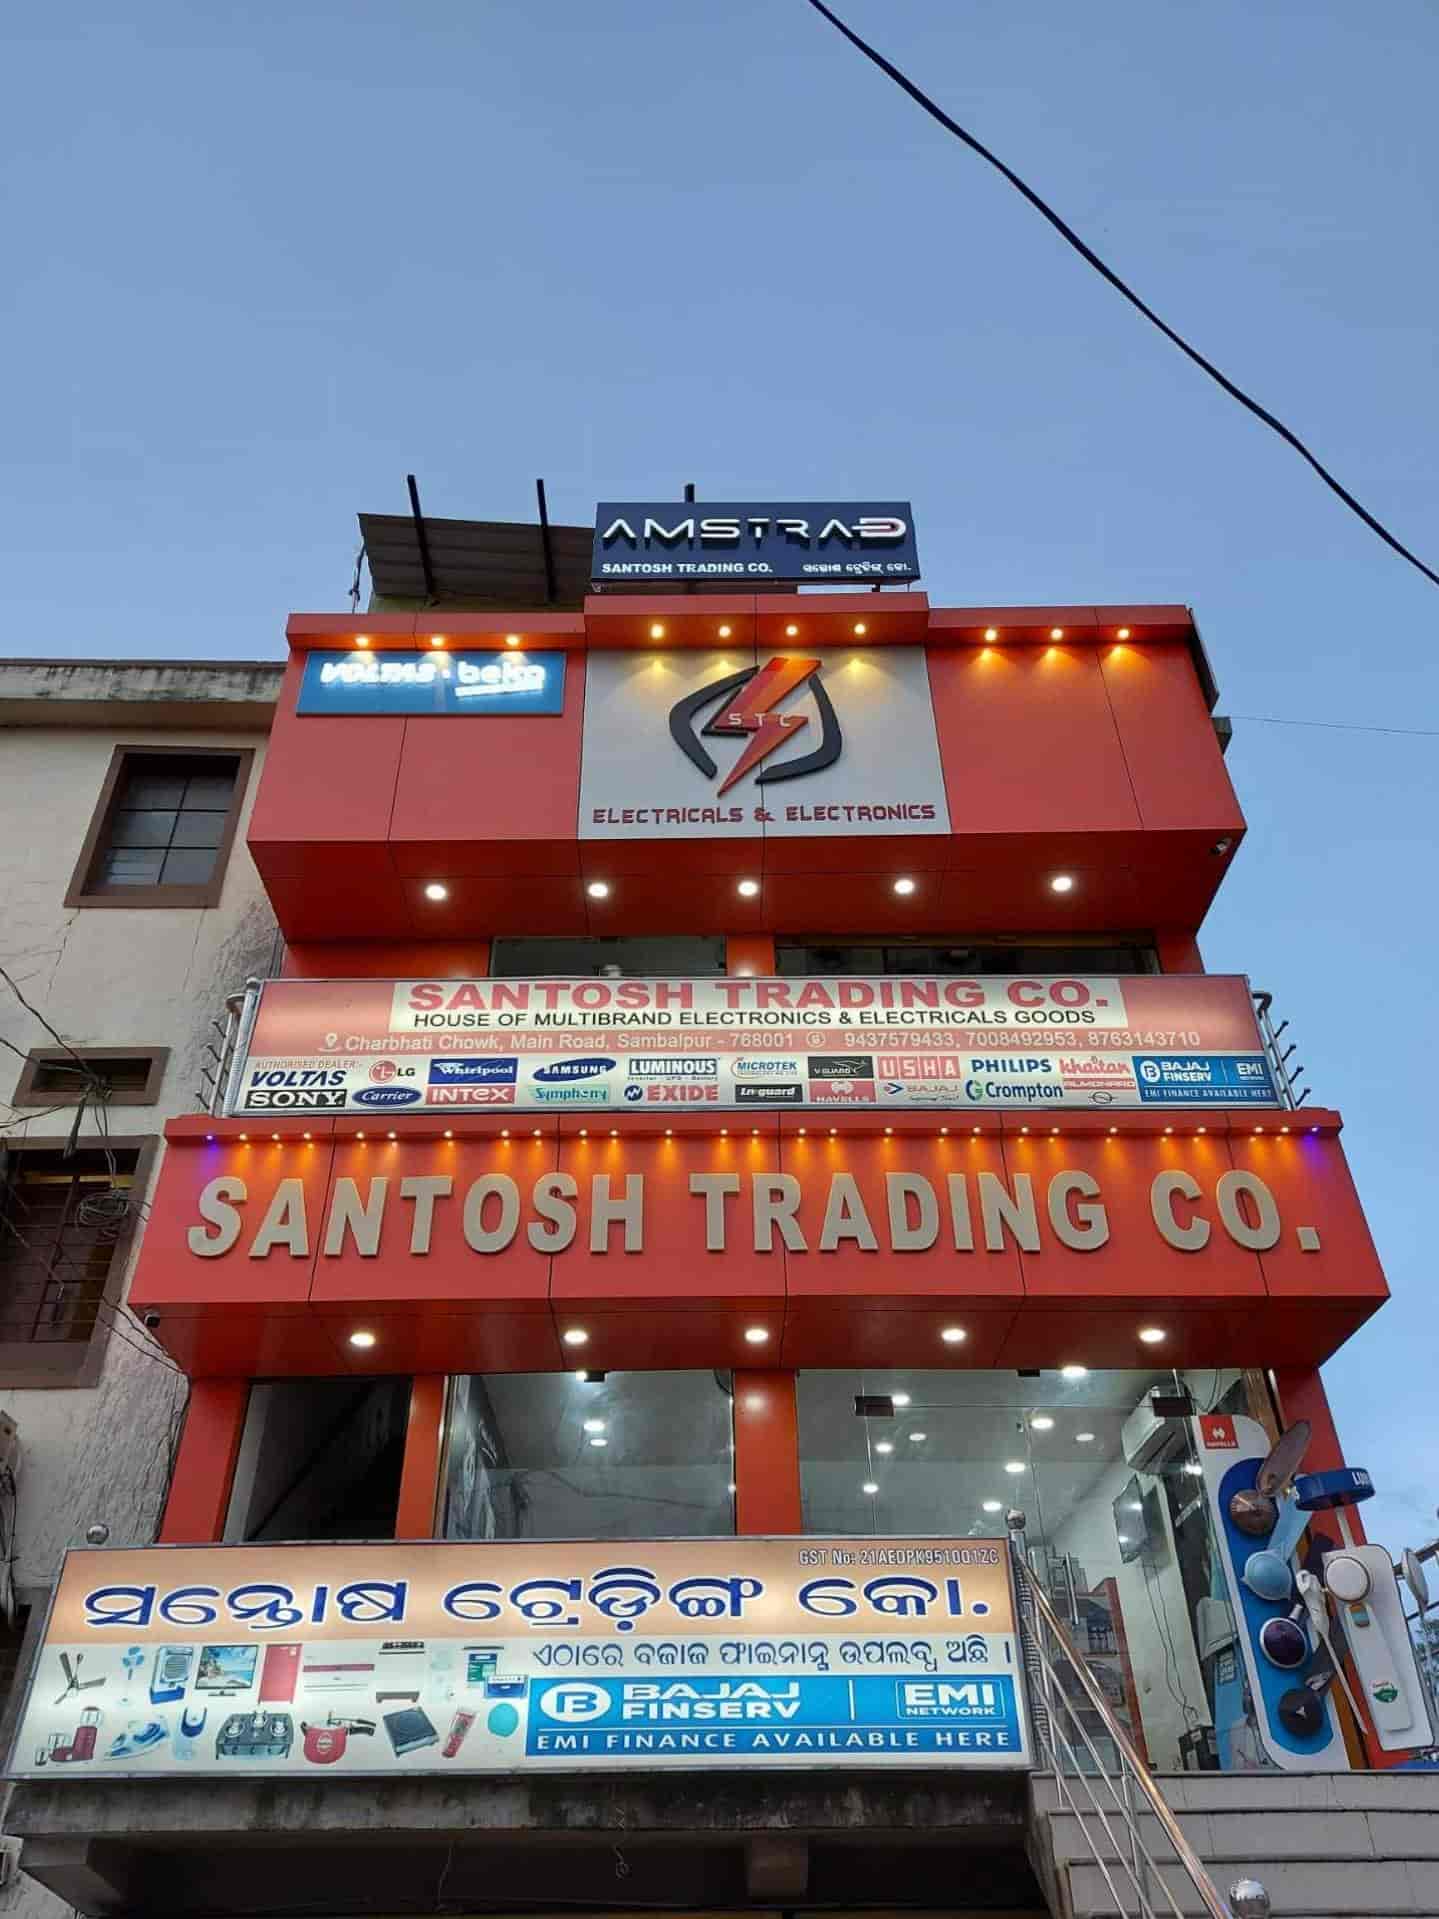 AMSTRAD
SANTOSH TRADING CO. ସନ୍ତୋଷ ଟ୍ରେଡିଙ୍ଗ୍ କୋ.
VOLTAS · beko
STC
ELECTRICALS & ELECTRONICS
SANTOSH TRADING CO.
HOUSE OF MULTIBRAND ELECTRONICS & ELECTRICALS GOODS
Charbhati Chowk, Main Road, Sambalpur - 768001 9437579433, 7008492953, 8763143710
AUTHORISED DEALER:-
VOLTAS LG Whirlpool SAMSUNG LUMINOUS MICROTEK V-GUARD USHA PHILIPS khaitan BAJAJ FINSERV EMI NETWORK
SONY Carrier INTEX Symphony EXIDE Livguard HAVELLS BAJAJ Crompton ALMONARD EMI FINANCE AVAILABLE HERE
SANTOSH TRADING CO.
HAVELLS
GST No: 21AEDPK9510Q1ZC
ସନ୍ତୋଷ ଟ୍ରେଡ଼ିଙ୍ଗ କୋ.
ଏଠାରେ ବଜାଜ ଫାଇନାନ୍ସ ଉପଲବ୍ଧ ଅଛି ।
BAJAJ FINSERV EMI NETWORK
EMI FINANCE AVAILABLE HERE